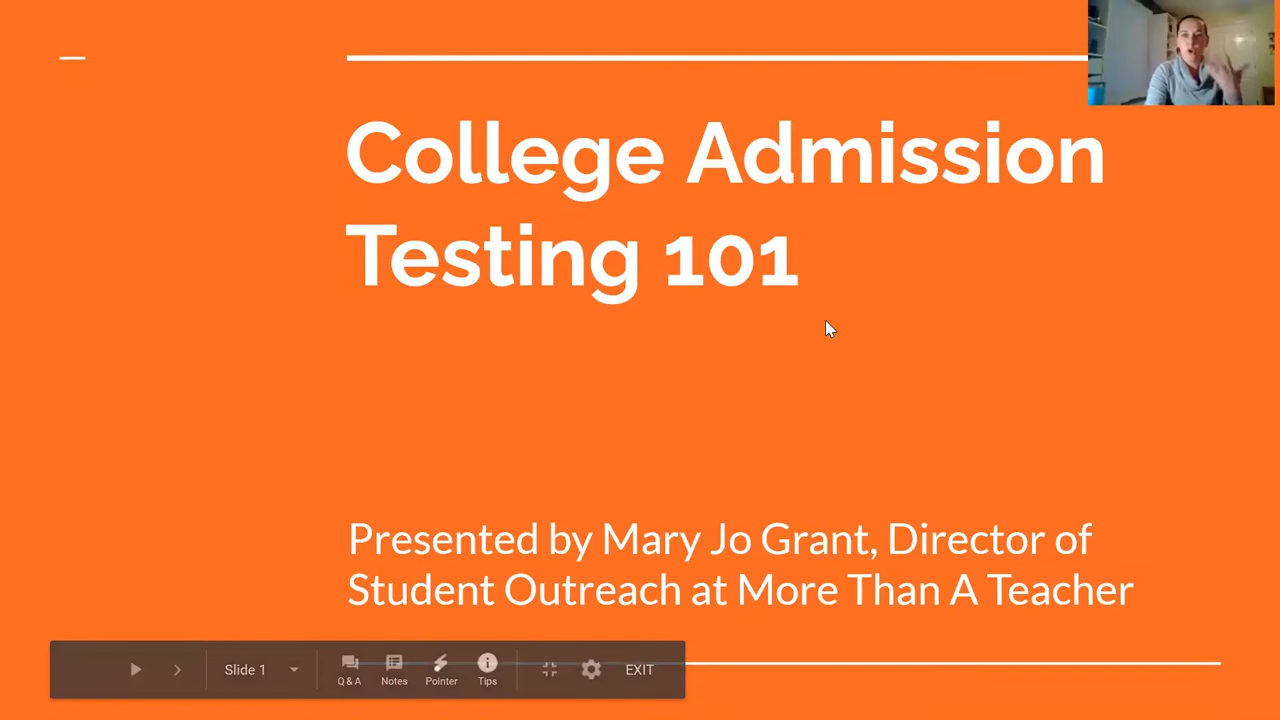 College Admission
Testing 101
Presented by Mary Jo Grant, Director of
Student Outreach at More Than A Teacher
Slide 1
Q & A
Notes
Pointer
Tips
EXIT